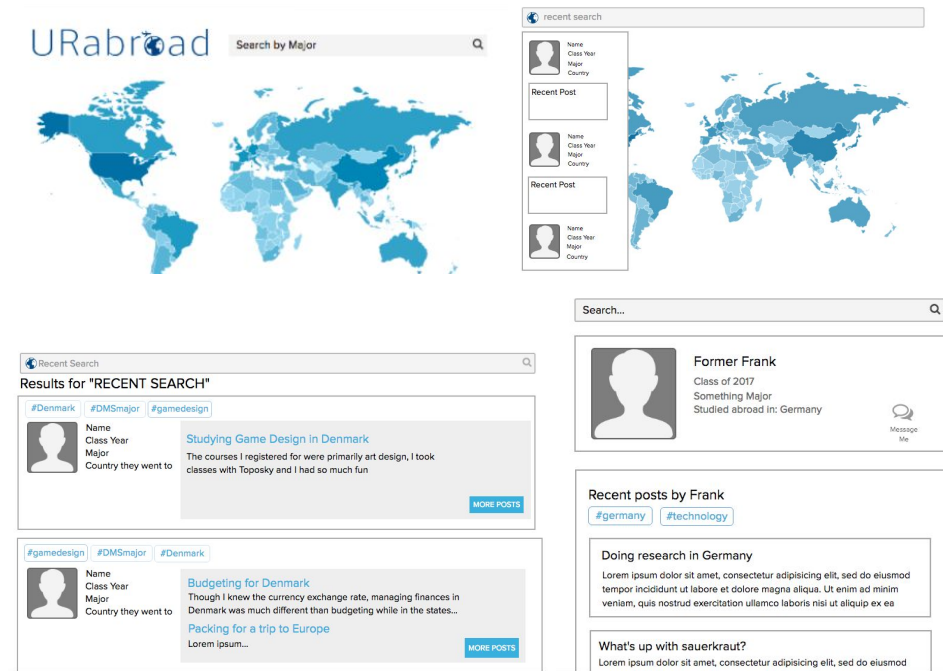 URabroad
Search by Major
recent search
Name
Class Year
Major
Country
Recent Post
Name
Class Year
Major
Country
Recent Post
Name
Class Year
Major
Country
Recent Search
Results for "RECENT SEARCH"
#Denmark #DMSmajor #gamedesign
Name
Class Year
Major
Country they went to
Studying Game Design in Denmark
The courses I registered for were primarily art design, I took
classes with Toposky and I had so much fun
MORE POSTS
#gamedesign #DMSmajor #Denmark
Name
Class Year
Major
Country they went to
Budgeting for Denmark
Though I knew the currency exchange rate, managing finances in
Denmark was much different than budgeting while in the states...
Packing for a trip to Europe
Lorem ipsum...
MORE POSTS
Search...
Former Frank
Class of 2017
Something Major
Studied abroad in: Germany
Message
Me
Recent posts by Frank
#germany #technology
Doing research in Germany
Lorem ipsum dolor sit amet, consectetur adipisicing elit, sed do eiusmod
tempor incididunt ut labore et dolore magna aliqua. Ut enim ad minim
veniam, quis nostrud exercitation ullamco laboris nisi ut aliquip ex ea
What's up with sauerkraut?
Lorem ipsum dolor sit amet, consectetur adipisicing elit, sed do eiusmod